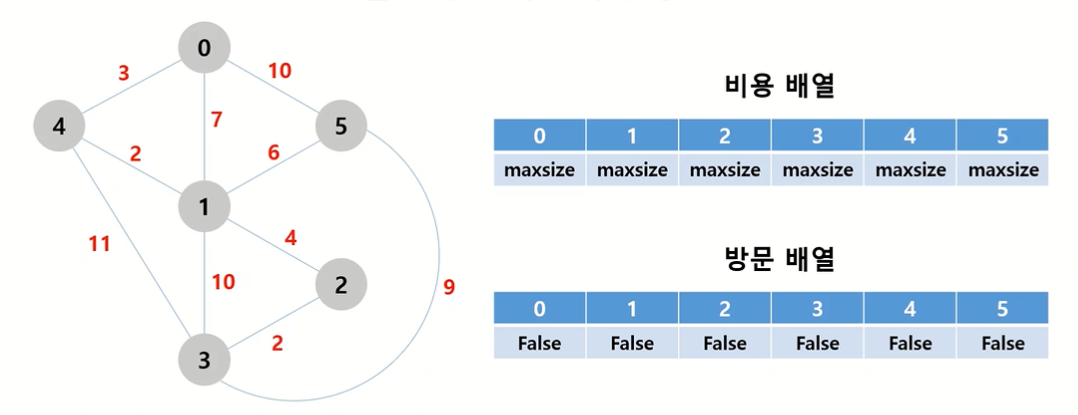 0
3
10
7
4
5
2
6
1
11
4
10
2
9
2
3
비용 배열
0 1 2 3 4 5
maxsize maxsize maxsize maxsize maxsize maxsize
방문 배열
0 1 2 3 4 5
False False False False False False